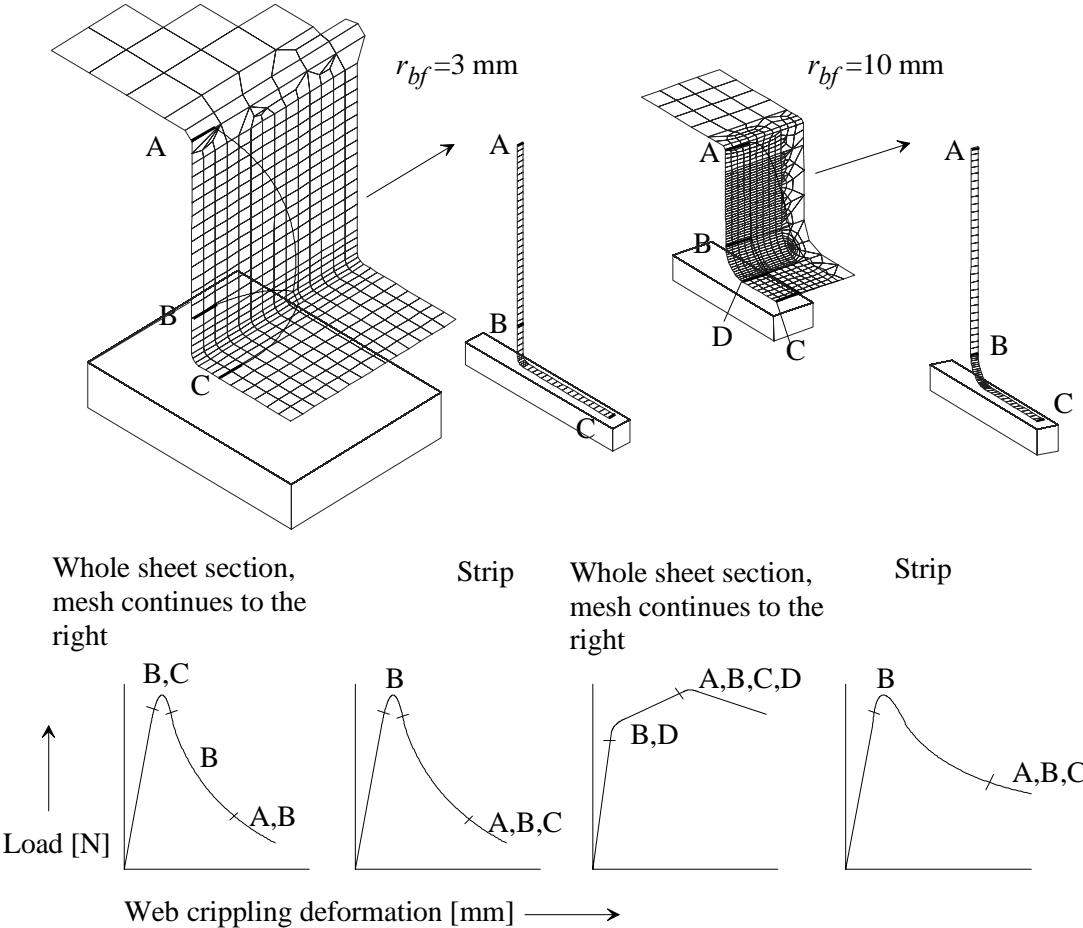 r_bf=3 mm
r_bf=10 mm
A
B
C
A
B
C
A
B
D
C
A
B
C
Whole sheet section,
mesh continues to the
right
Strip
Whole sheet section,
mesh continues to the
right
Strip
B,C
B
A,B
B
A,B,C
A,B,C,D
B,D
B
A,B,C
Load [N]
Web crippling deformation [mm]